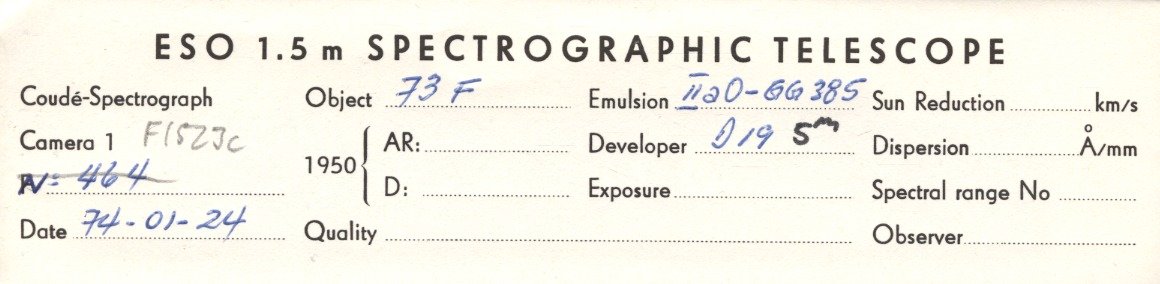 ESO 1.5 m SPECTROGRAPHIC TELESCOPE
Coudé-Spectrograph Object 73 F Emulsion IIaO-GG385 Sun Reduction km/s
Camera 1 F1523c 1950 AR: Developer D19 5m Dispersion Å/mm
N: 464 D: Exposure Spectral range No
Date 74-01-24 Quality Observer